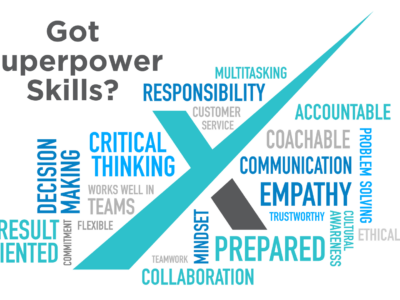 Got
uperpower
Skills?
MULTITASKING
RESPONSIBILITY
CUSTOMER
SERVICE
ACCOUNTABLE
CRITICAL
THINKING
COACHABLE
PROBLEM SOLVING
DECISION
MAKING
COMMUNICATION
WORKS WELL IN
TEAMS
EMPATHY
RESULT
IENTED
COMMITMENT
FLEXIBLE
MINDSET
TRUSTWORTHY
CULTURAL
AWARENESS
ETHICAL
PREPARED
TEAMWORK
COLLABORATION